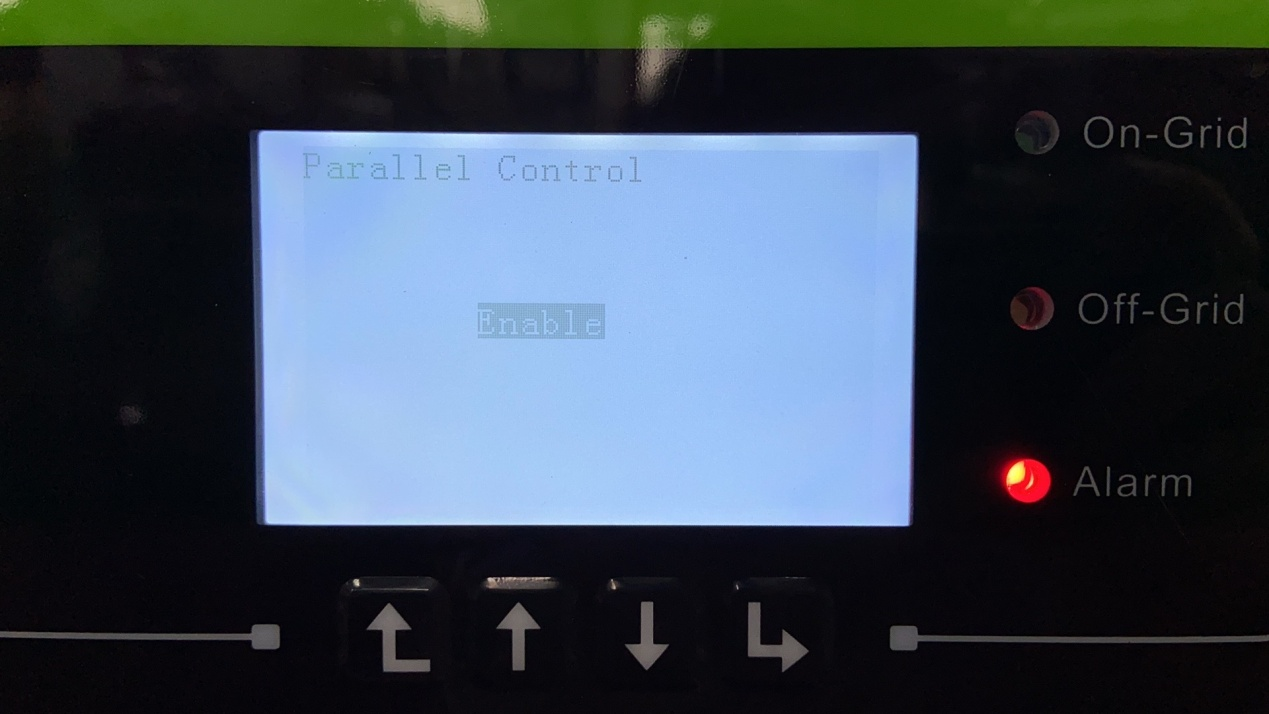 Parallel Control
Enable
On-Grid
Off-Grid
Alarm